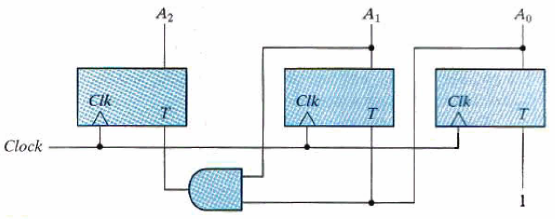 A₂ A₁ A₀
Clk Clk Clk
T T T
Clock
1